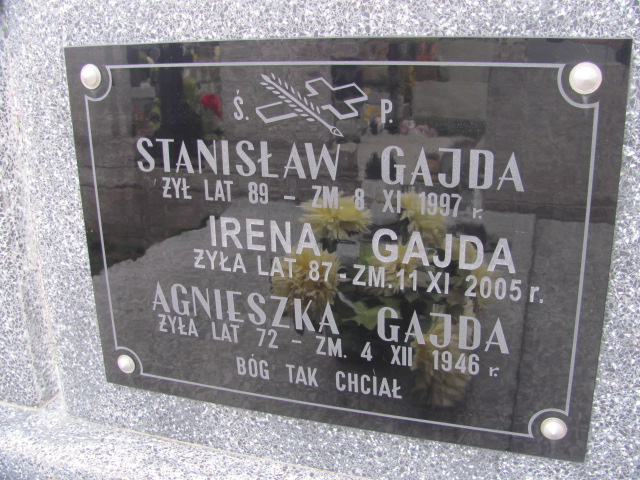 Ś. P.
STANISŁAW GAJDA
ŻYŁ LAT 89 - ZM 8 XI 1997 r.
IRENA GAJDA
ŻYŁA LAT 87 - ZM. 11 XI 2005 r.
AGNIESZKA GAJDA
ŻYŁA LAT 72 - ZM. 4 XII 1946 r.
BÓG TAK CHCIAŁ